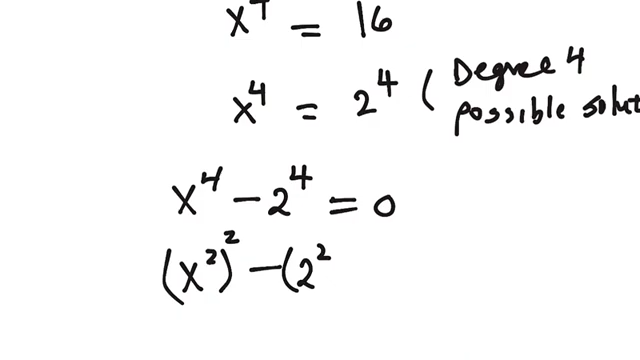 x⁴ = 16
x⁴ = 2⁴ ( Degree 4
possible
x⁴ - 2⁴ = 0
(x²)² - (2²